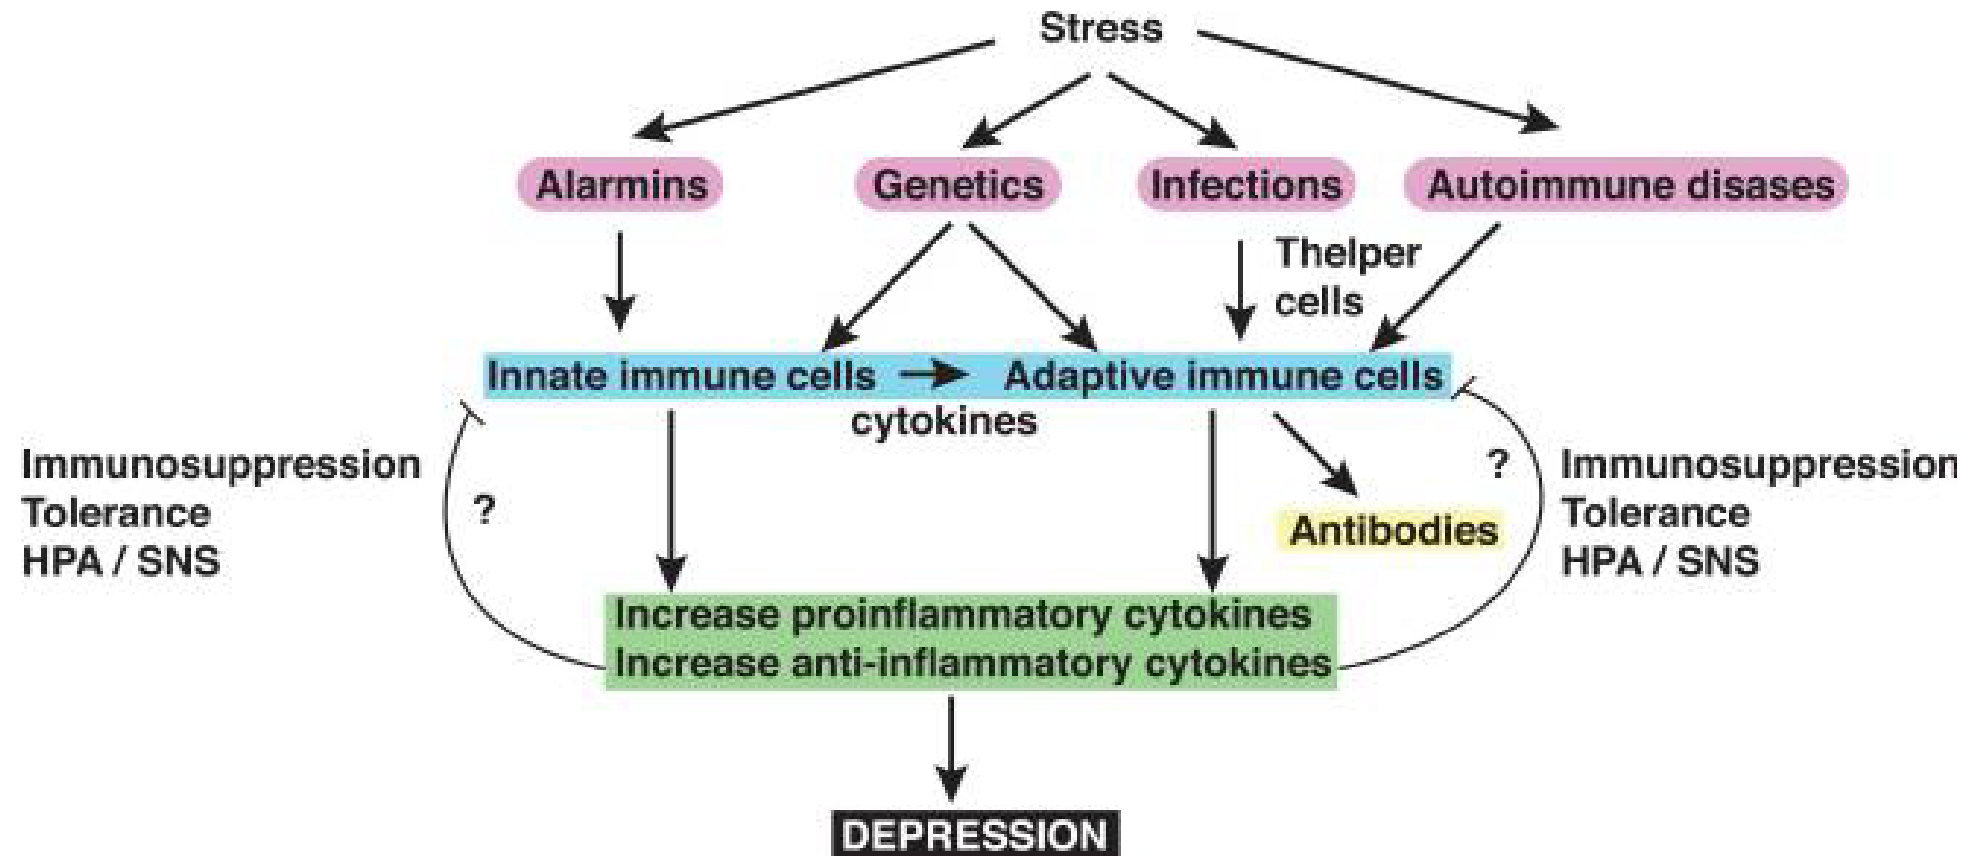 Stress
Alarmins
Genetics
Infections
Autoimmune disases
Thelper
cells
Innate immune cells
Adaptive immune cells
cytokines
Immunosuppression
Tolerance
HPA / SNS
?
?
Immunosuppression
Tolerance
HPA / SNS
Antibodies
Increase proinflammatory cytokines
Increase anti-inflammatory cytokines
DEPRESSION